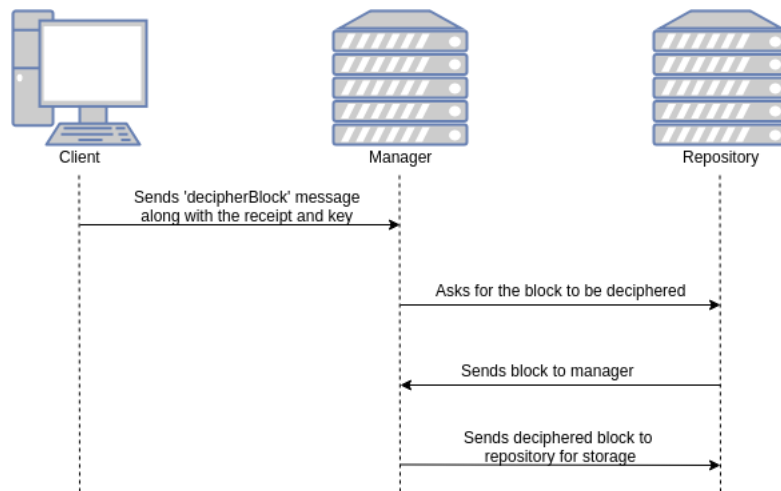 Client
Manager
Repository
Sends 'decipherBlock' message
along with the receipt and key
Asks for the block to be deciphered
Sends block to manager
Sends deciphered block to
repository for storage